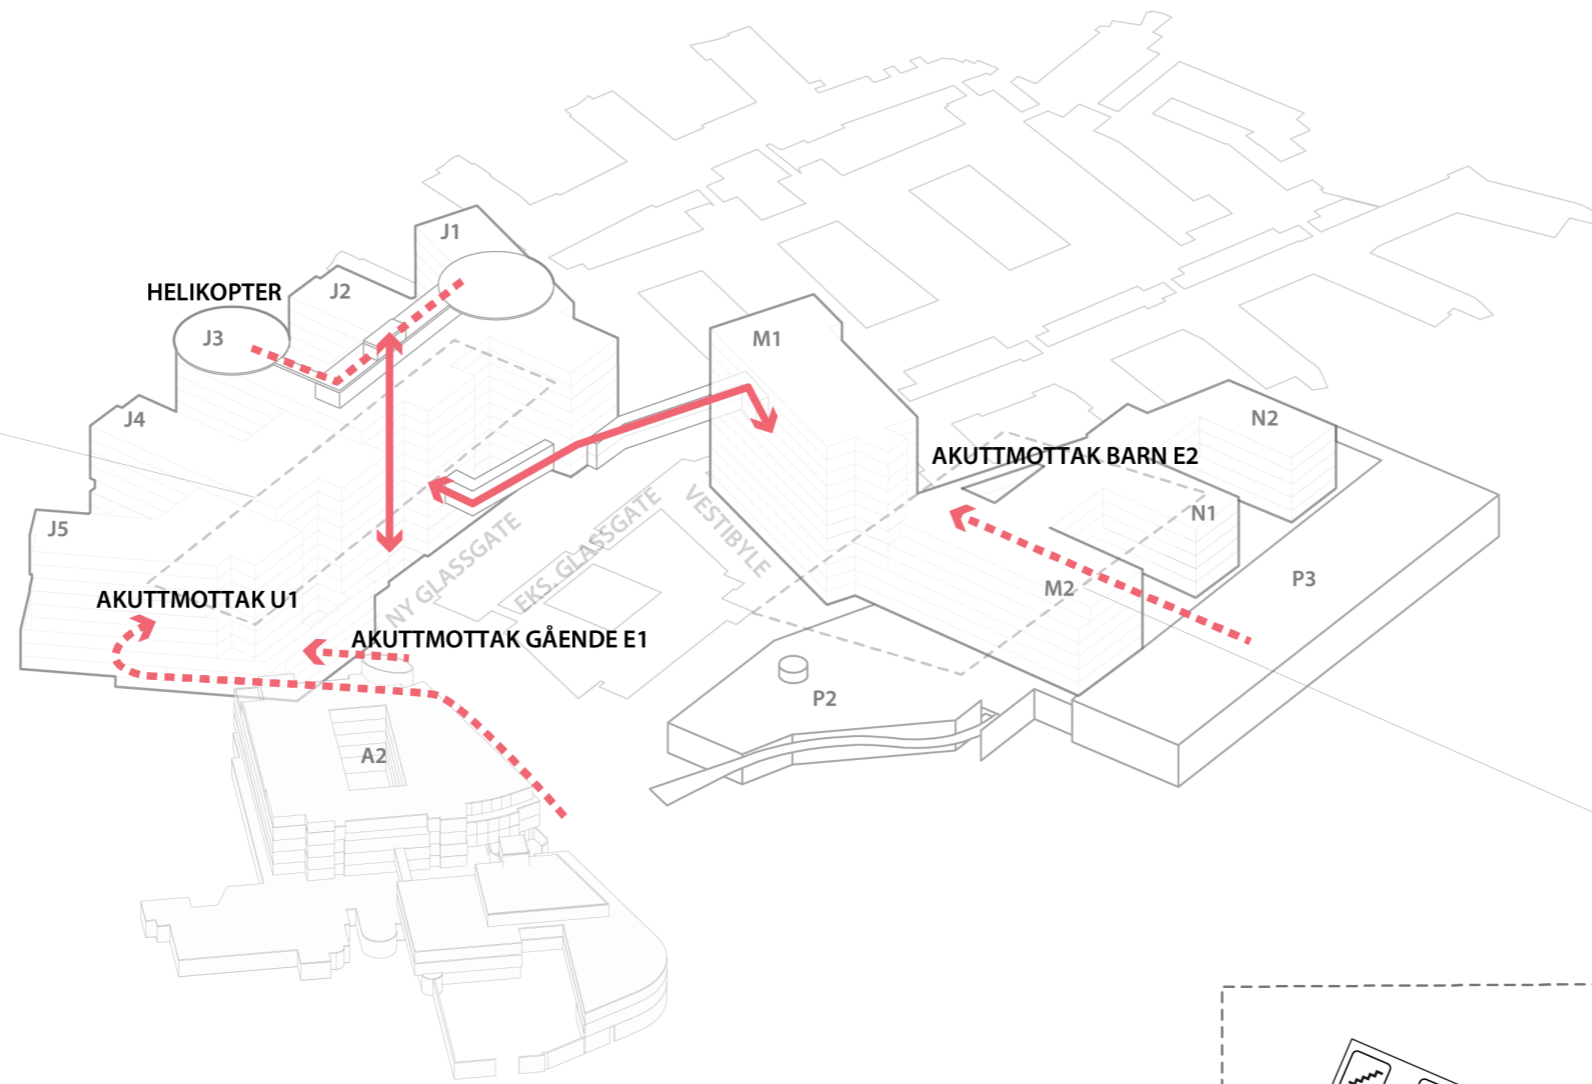 J1
HELIKOPTER
J2
J3
M1
J4
N2
AKUTTMOTTAK BARN E2
J5
N1
NY GLASSGATE
EKS. GLASSGATE
VESTIBYLE
P3
M2
AKUTTMOTTAK U1
AKUTTMOTTAK GÅENDE E1
P2
A2